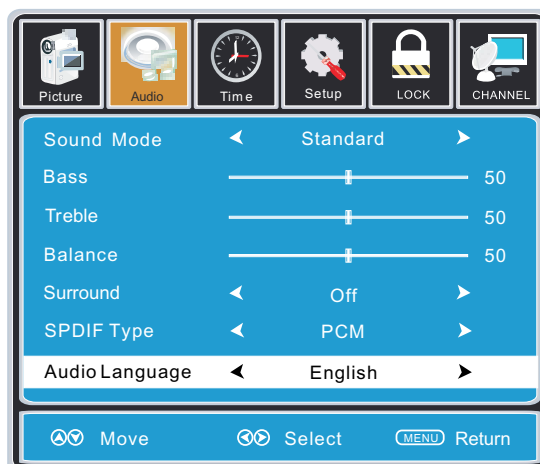 Picture Audio Time Setup LOCK CHANNEL
Sound Mode Standard
Bass 50
Treble 50
Balance 50
Surround Off
SPDIF Type PCM
Audio Language English
Move Select MENU Return